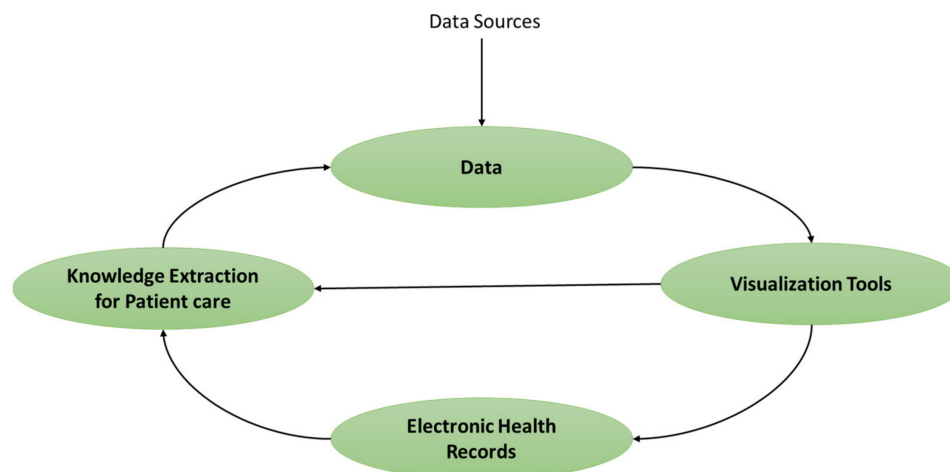 Data Sources
Data
Knowledge Extraction
for Patient care
Visualization Tools
Electronic Health
Records